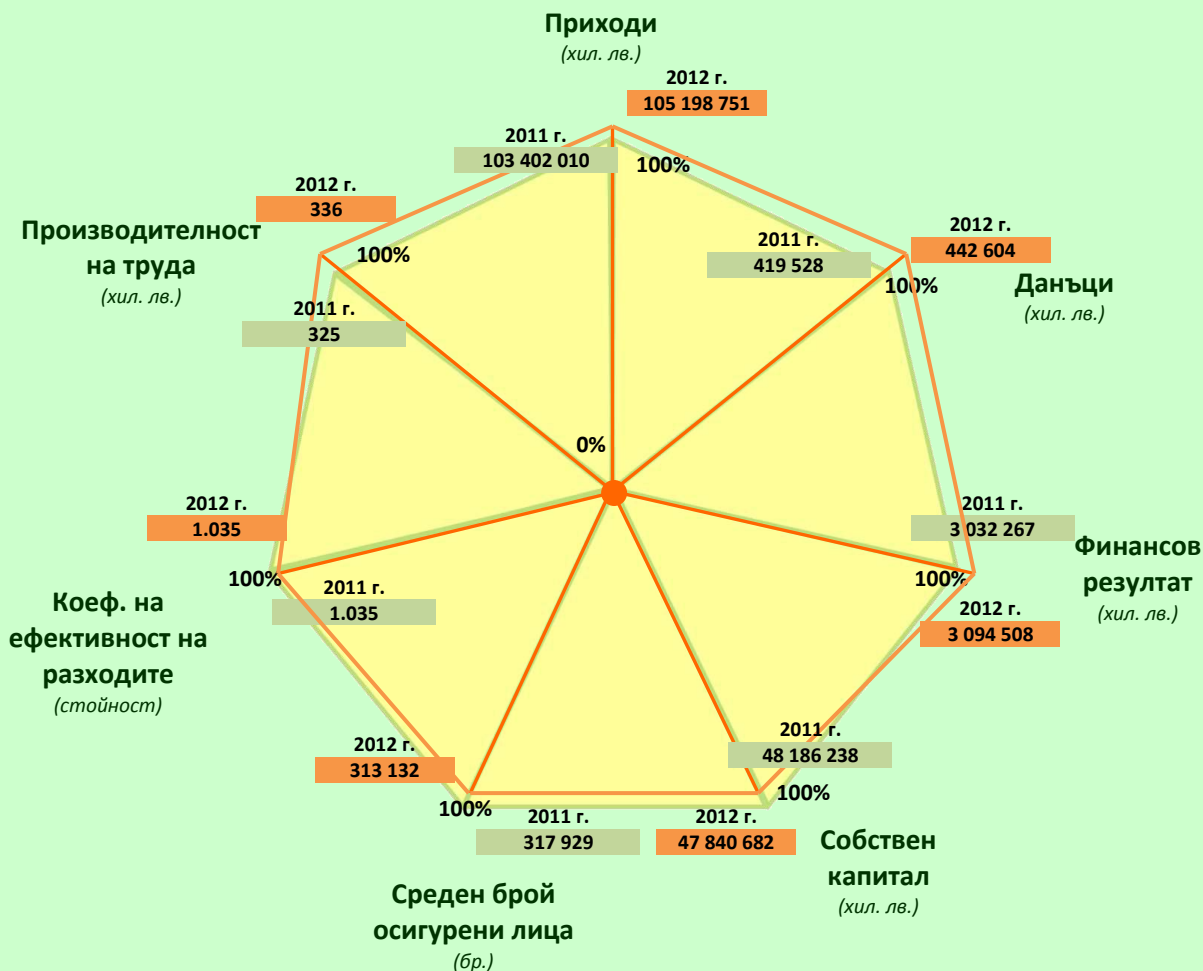 Приходи
(хил. лв.)
2012 г.
105 198 751
2011 г.
103 402 010
100%
2012 г.
336
Производителност
на труда
(хил. лв.)
100%
2011 г.
325
2011 г.
419 528
2012 г.
442 604
100%
Данъци
(хил. лв.)
0%
2012 г.
1.035
100%
2011 г.
1.035
Коеф. на
ефективност на
разходите
(стойност)
2011 г.
3 032 267
100%
Финансов
резултат
(хил. лв.)
2012 г.
3 094 508
2012 г.
313 132
100%
2011 г.
317 929
Среден брой
осигурени лица
(бр.)
2011 г.
48 186 238
100%
2012 г.
47 840 682
Собствен
капитал
(хил. лв.)